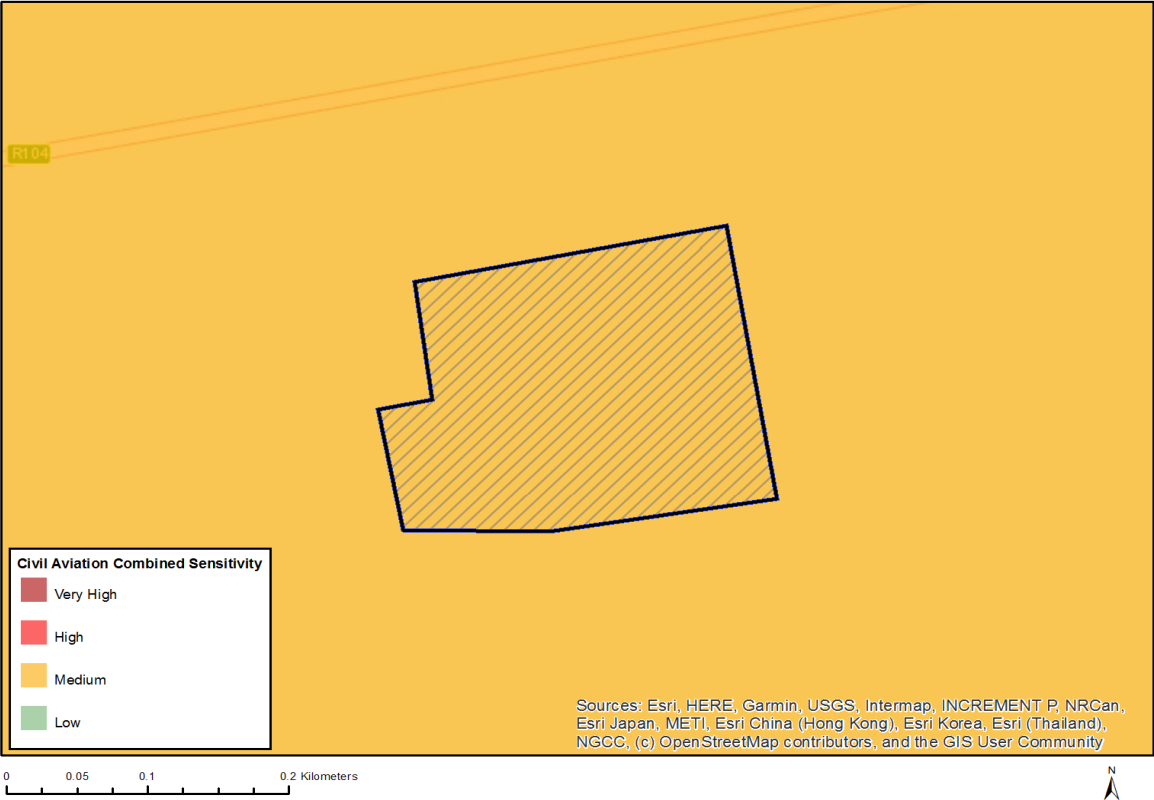 R104
Civil Aviation Combined Sensitivity
Very High
High
Medium
Low
Sources: Esri, HERE, Garmin, USGS, Intermap, INCREMENT P, NRCan,
Esri Japan, METI, Esri China (Hong Kong), Esri Korea, Esri (Thailand),
NGCC, (c) OpenStreetMap contributors, and the GIS User Community
0 0.05 0.1 0.2 Kilometers
N